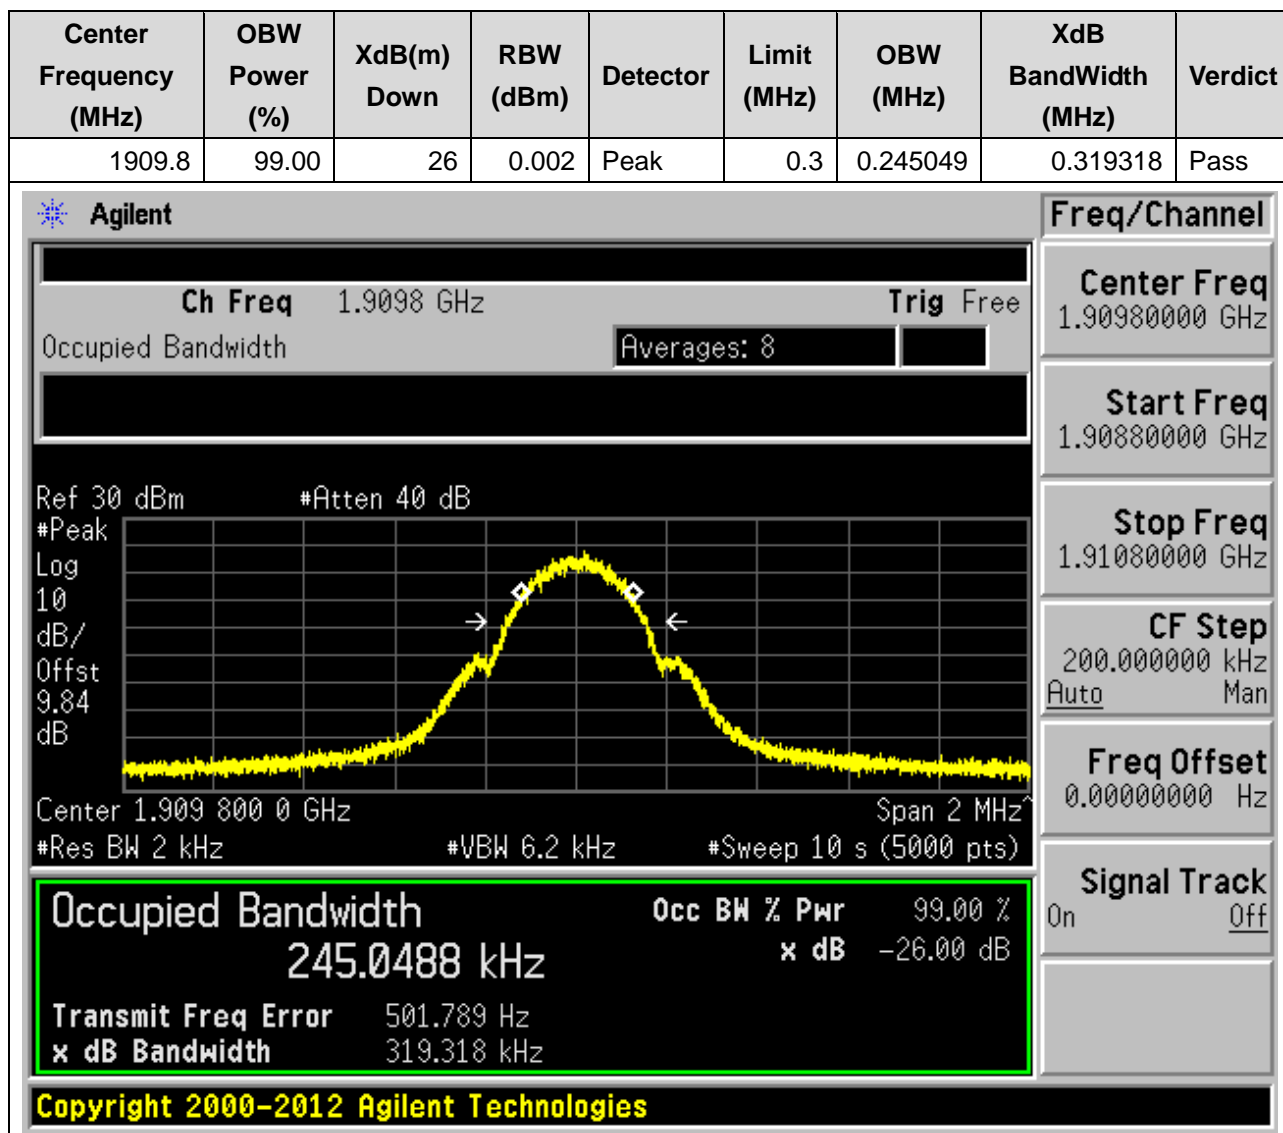 Center Frequency (MHz) OBW Power (%) XdB(m) Down RBW (dBm) Detector Limit (MHz) OBW (MHz) XdB BandWidth (MHz) Verdict
1909.8 99.00 26 0.002 Peak 0.3 0.245049 0.319318 Pass
Agilent
Freq/Channel
Ch Freq 1.9098 GHz Trig Free
Occupied Bandwidth Averages: 8
Ref 30 dBm #Atten 40 dB
#Peak
Log
10
dB/
Offst
9.84
dB
Center 1.909 800 0 GHz Span 2 MHz^
#Res BW 2 kHz #VBW 6.2 kHz #Sweep 10 s (5000 pts)
Occupied Bandwidth Occ BW % Pwr 99.00 %
245.0488 kHz x dB -26.00 dB
Transmit Freq Error 501.789 Hz
x dB Bandwidth 319.318 kHz
Center Freq
1.90980000 GHz
Start Freq
1.90880000 GHz
Stop Freq
1.91080000 GHz
CF Step
200.000000 kHz
Auto Man
Freq Offset
0.00000000 Hz
Signal Track
On Off
Copyright 2000-2012 Agilent Technologies